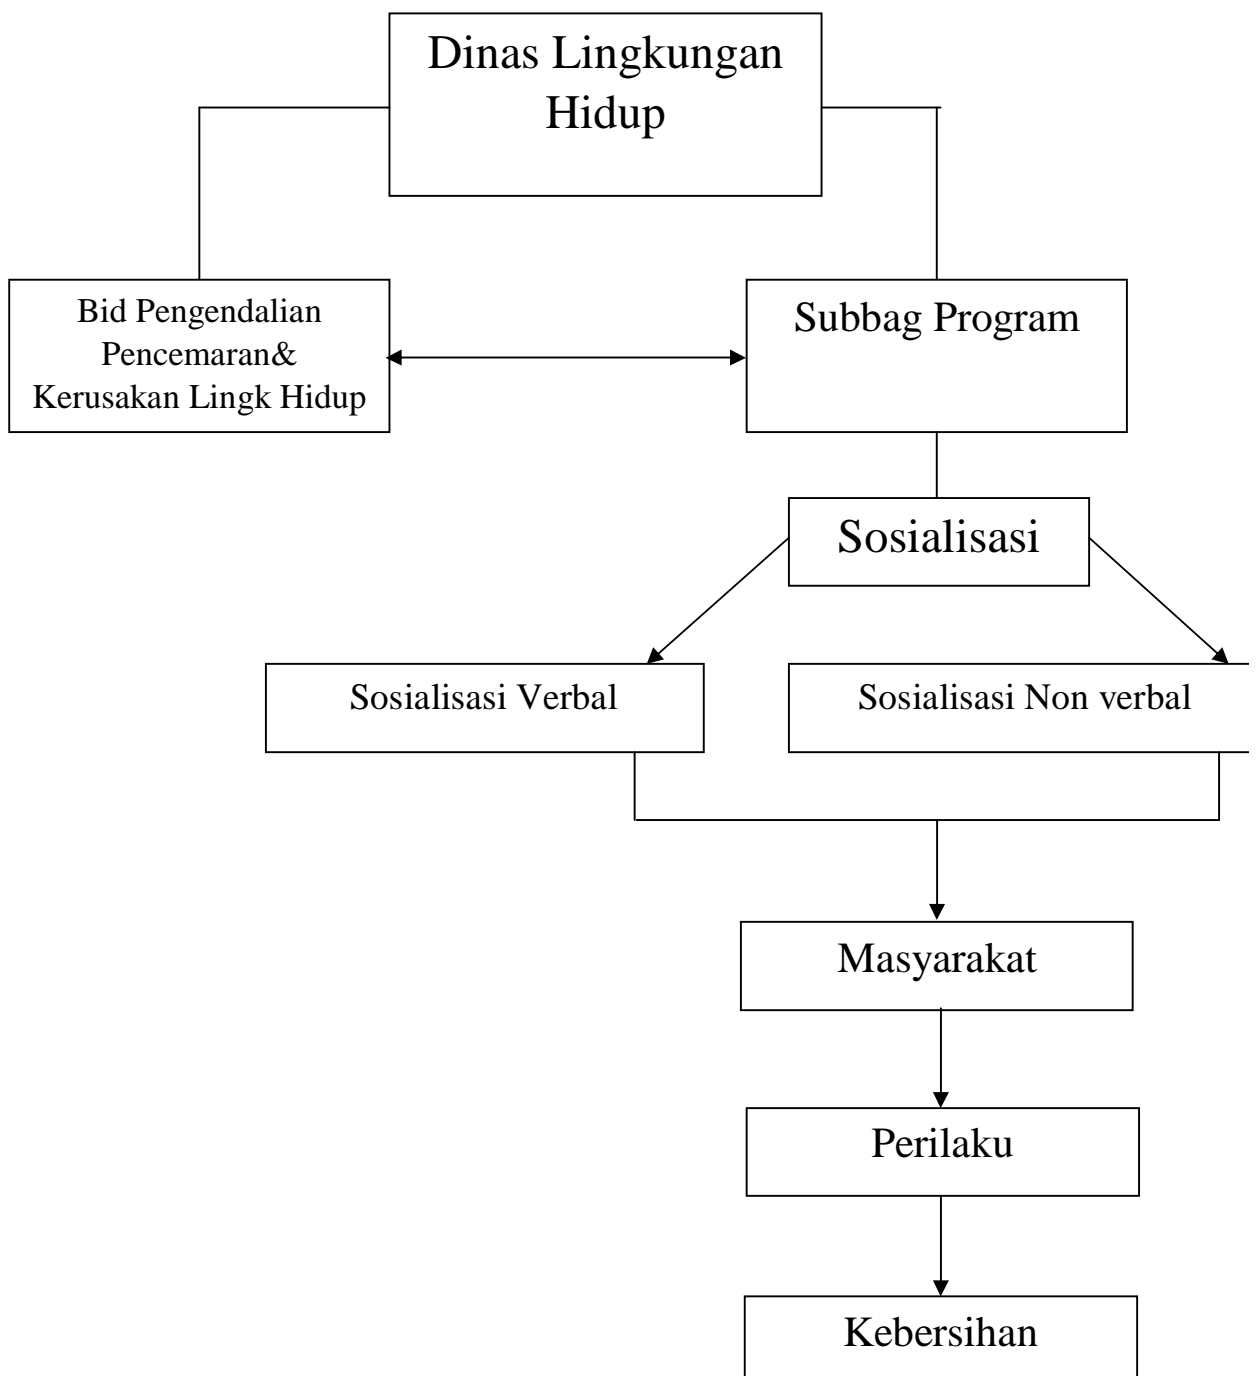 Dinas Lingkungan
Hidup
Bid Pengendalian
Pencemaran&
Kerusakan Lingk Hidup
Subbag Program
Sosialisasi
Sosialisasi Verbal
Sosialisasi Non verbal
Masyarakat
Perilaku
Kebersihan